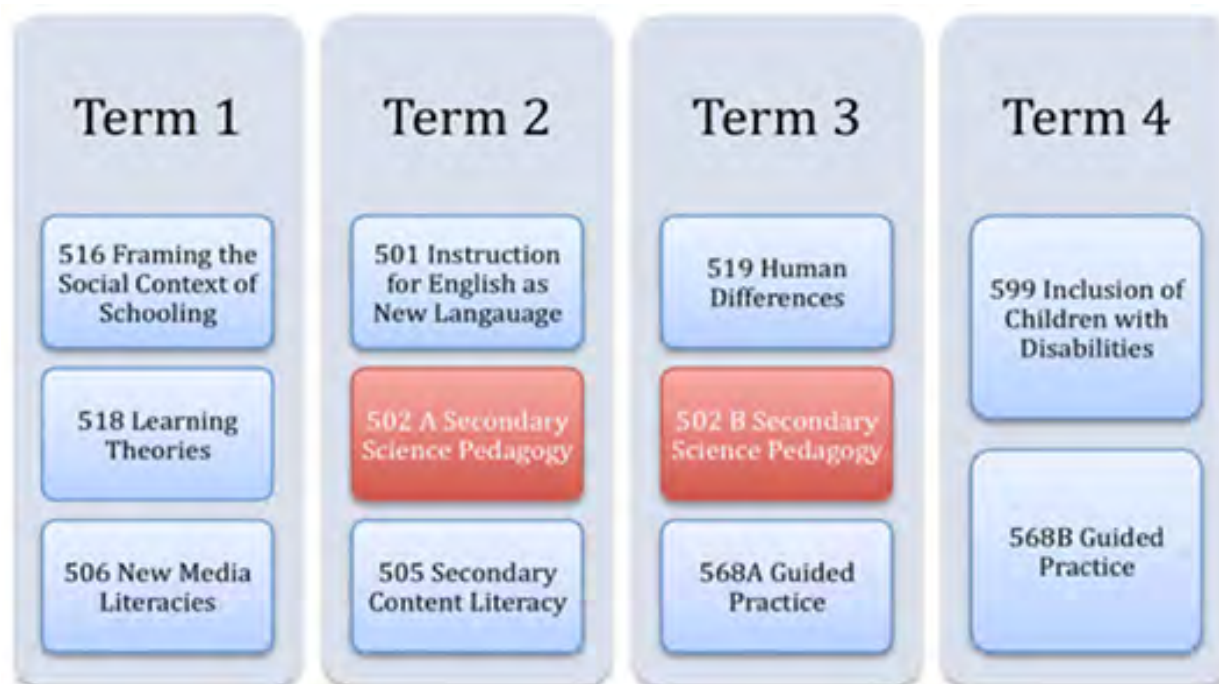 Term 1
516 Framing the
Social Context of
Schooling
518 Learning
Theories
506 New Media
Literacies
Term 2
501 Instruction
for English as
New Langauage
502 A Secondary
Science Pedagogy
505 Secondary
Content Literacy
Term 3
519 Human
Differences
502 B Secondary
Science Pedagogy
568A Guided
Practice
Term 4
599 Inclusion of
Children with
Disabilities
568B Guided
Practice